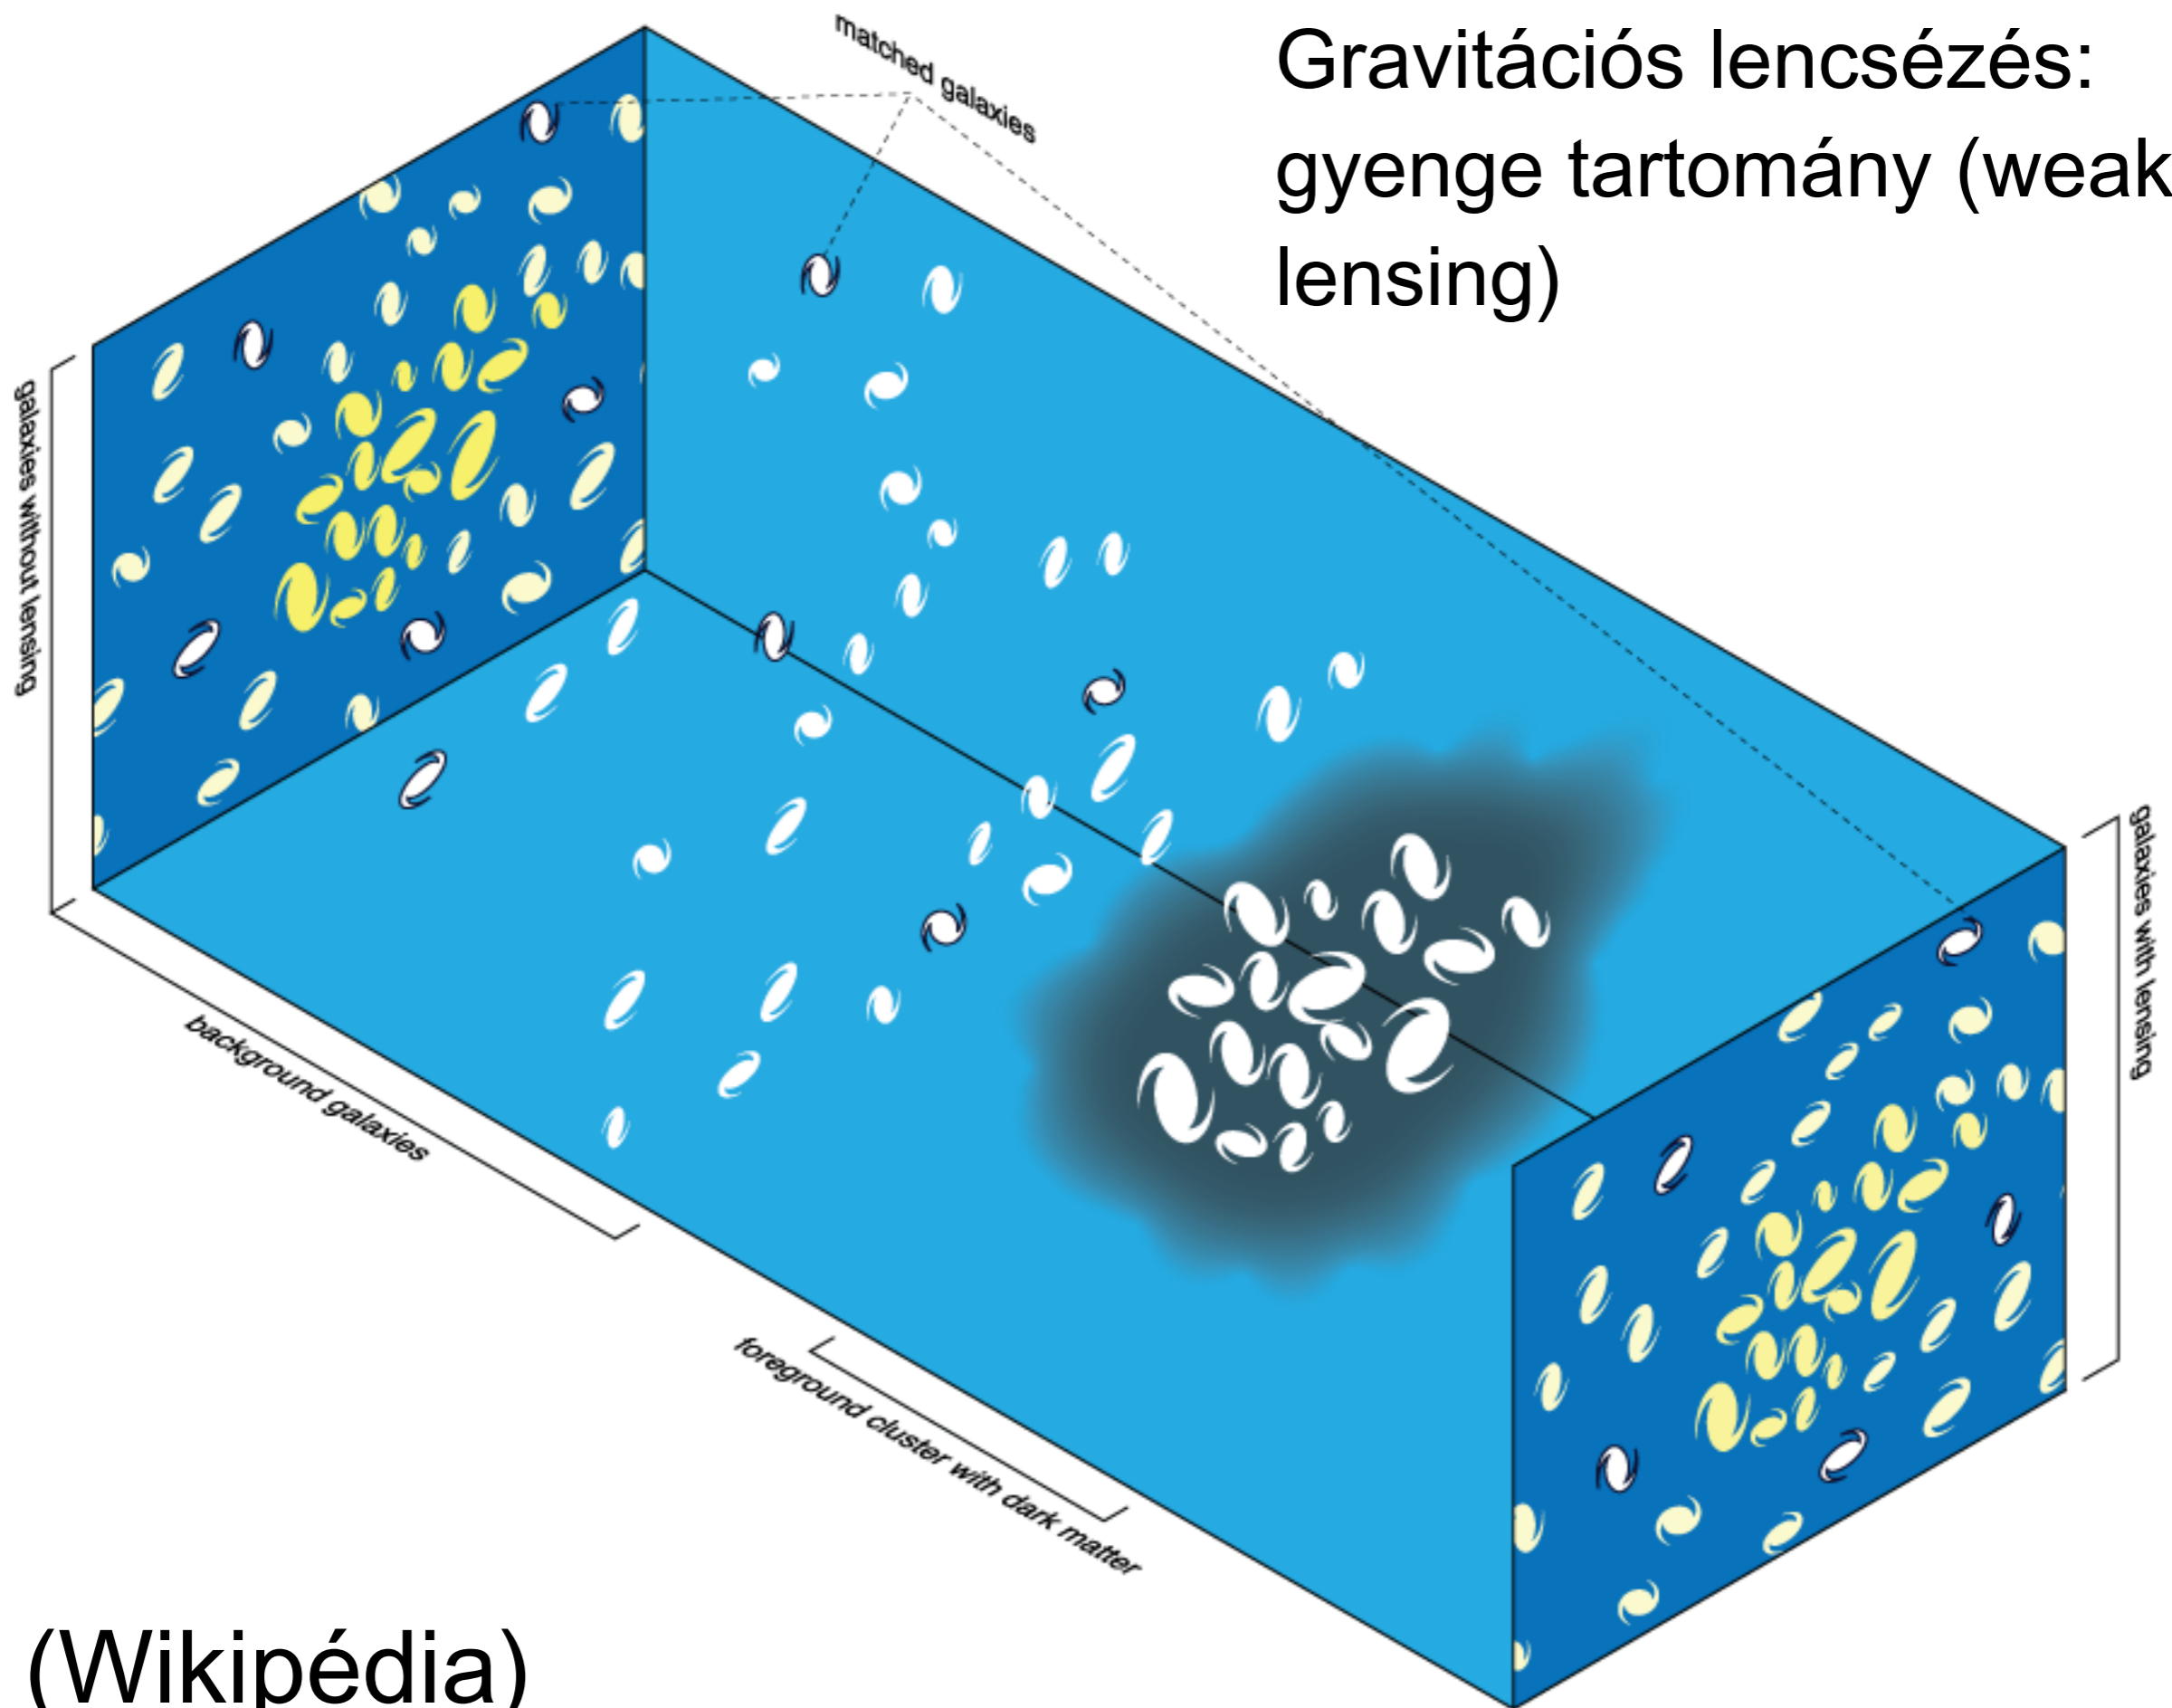 matched galaxies
Gravitációs lencsézés:
gyenge tartomány (weak
lensing)
galaxies without lensing
galaxies with lensing
background galaxies
foreground cluster with dark matter
(Wikipédia)